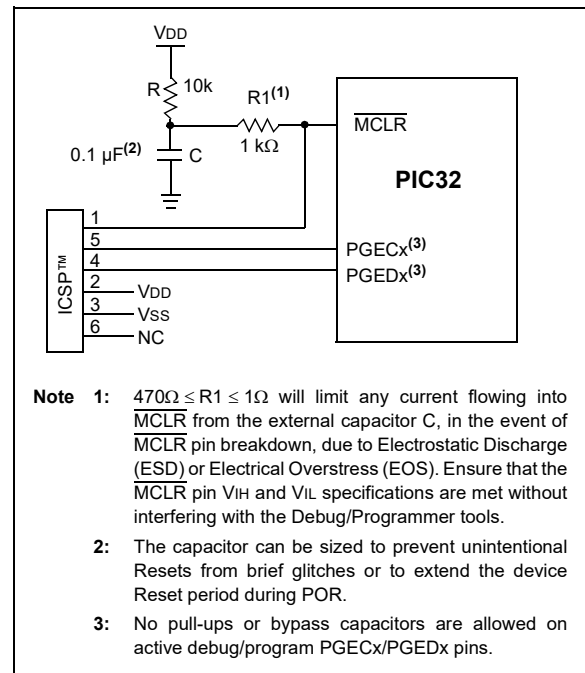 VDD
R 10k
R1(1)
1 kΩ
0.1 µF(2) C
MCLR
PIC32
PGECx(3)
PGEDx(3)
ICSP™
1
5
4
2 VDD
3 VSS
6 NC
Note 1: 470Ω ≤ R1 ≤ 1Ω will limit any current flowing into
MCLR from the external capacitor C, in the event of
MCLR pin breakdown, due to Electrostatic Discharge
(ESD) or Electrical Overstress (EOS). Ensure that the
MCLR pin VIH and VIL specifications are met without
interfering with the Debug/Programmer tools.
2: The capacitor can be sized to prevent unintentional
Resets from brief glitches or to extend the device
Reset period during POR.
3: No pull-ups or bypass capacitors are allowed on
active debug/program PGECx/PGEDx pins.